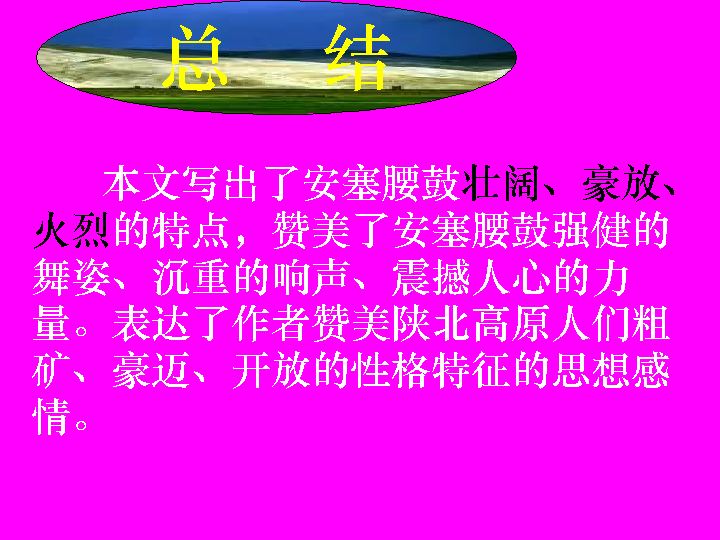 总 结
本文写出了安塞腰鼓壮阔、豪放、
火烈的特点，赞美了安塞腰鼓强健的
舞姿、沉重的响声、震撼人心的力
量。表达了作者赞美陕北高原人们粗
矿、豪迈、开放的性格特征的思想感
情。